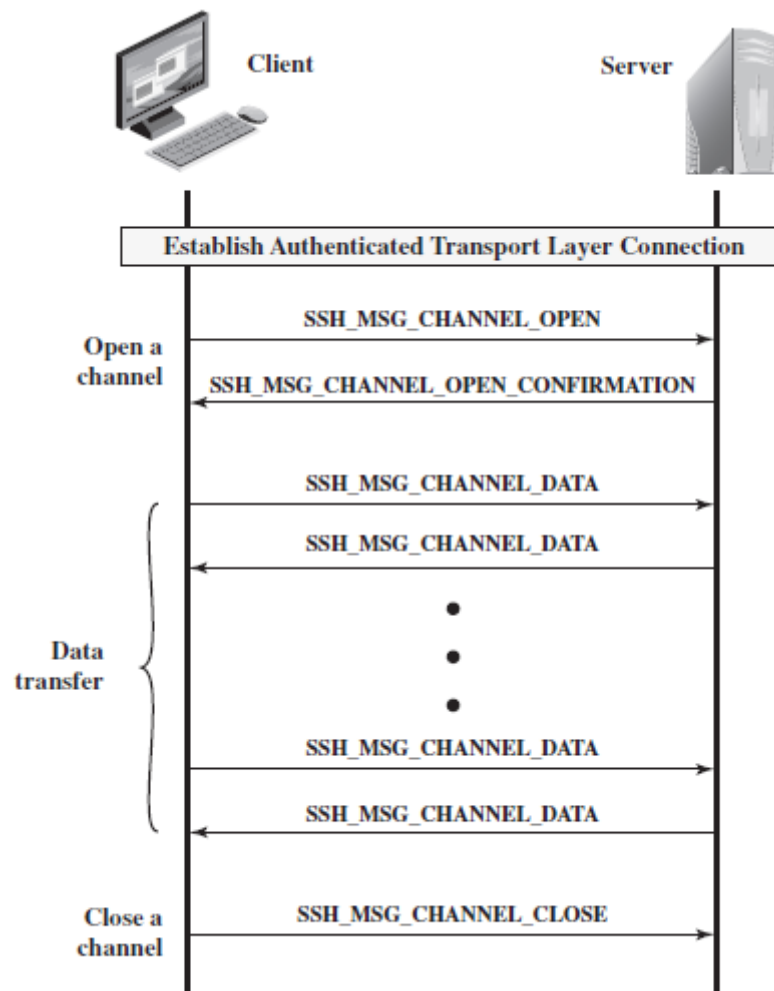 Client
Server
Establish Authenticated Transport Layer Connection
SSH_MSG_CHANNEL_OPEN
Open a
channel
SSH_MSG_CHANNEL_OPEN_CONFIRMATION
SSH_MSG_CHANNEL_DATA
SSH_MSG_CHANNEL_DATA
Data
transfer
SSH_MSG_CHANNEL_DATA
SSH_MSG_CHANNEL_DATA
Close a
channel
SSH_MSG_CHANNEL_CLOSE